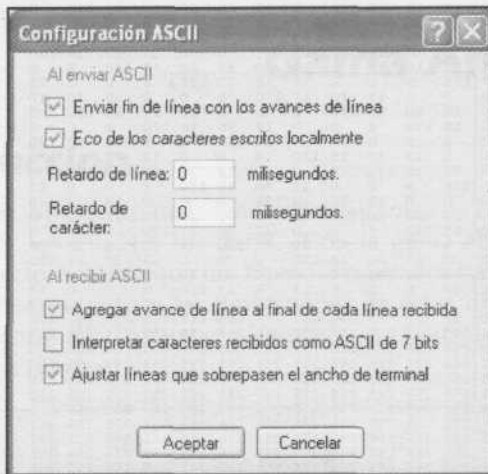 Configuración ASCII
Al enviar ASCII
Enviar fin de línea con los avances de línea
Eco de los caracteres escritos localmente
Retardo de línea: 0 milisegundos.
Retardo de carácter: 0 milisegundos.
Al recibir ASCII
Agregar avance de línea al final de cada línea recibida
Interpretar caracteres recibidos como ASCII de 7 bits
Ajustar líneas que sobrepasen el ancho de terminal
Aceptar Cancelar